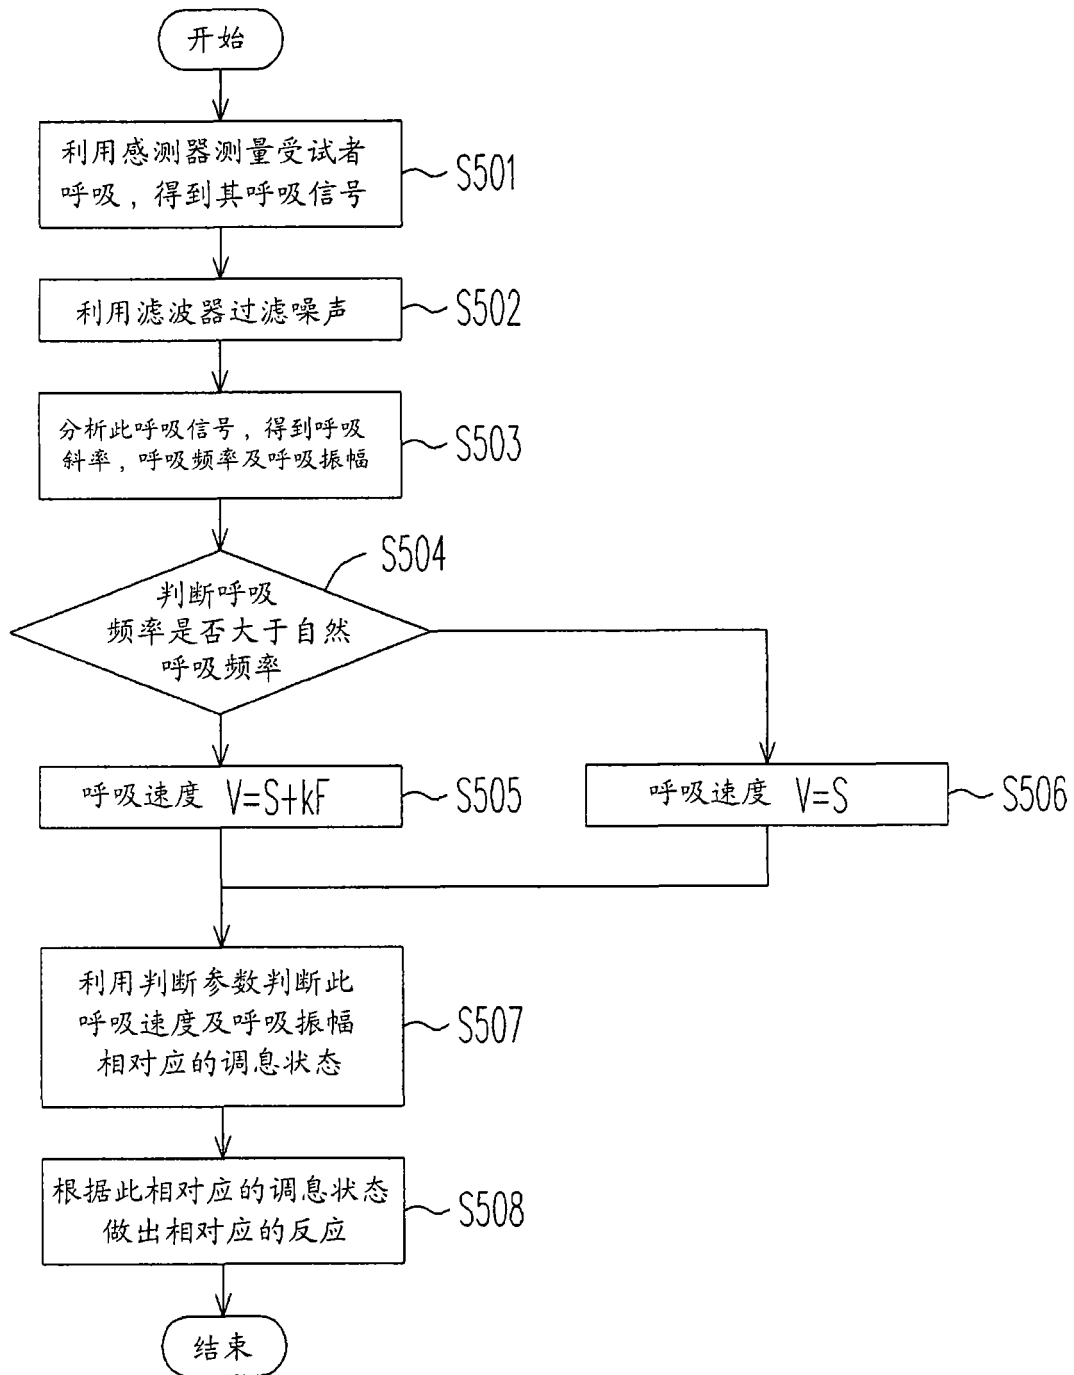 开始
利用感测器测量受试者
呼吸，得到其呼吸信号
S501
利用滤波器过滤噪声
S502
分析此呼吸信号，得到呼吸
斜率，呼吸频率及呼吸振幅
S503
S504
判断呼吸
频率是否大于自然
呼吸频率
呼吸速度 V=S+kF
S505
呼吸速度 V=S
S506
利用判断参数判断此
呼吸速度及呼吸振幅
相对应的调息状态
S507
根据此相对应的调息状态
做出相对应的反应
S508
结束